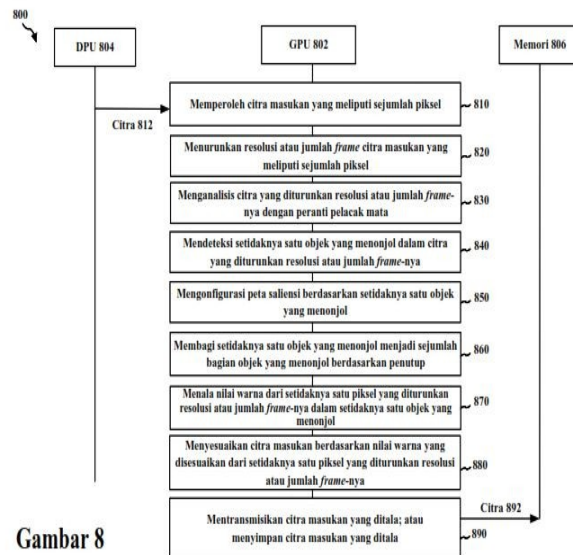 800
DPU 804
GPU 802
Memori 806
Memperoleh citra masukan yang meliputi sejumlah piksel
810
Citra 812
Menurunkan resolusi atau jumlah frame citra masukan yang
meliputi sejumlah piksel
820
Menganalisis citra yang diturunkan resolusi atau jumlah frame-
nya dengan peranti pelacak mata
830
Mendeteksi setidaknya satu objek yang menonjol dalam citra
yang diturunkan resolusi atau jumlah frame-nya
840
Mengonfigurasi peta saliensi berdasarkan setidaknya satu objek
yang menonjol
850
Membagi setidaknya satu objek yang menonjol menjadi sejumlah
bagian objek yang menonjol berdasarkan penutup
860
Menala nilai warna dari setidaknya satu piksel yang diturunkan
resolusi atau jumlah frame-nya dalam setidaknya satu objek yang
menonjol
870
Menyesuaikan citra masukan berdasarkan nilai warna yang
disesuaikan dari setidaknya satu piksel yang diturunkan resolusi
atau jumlah frame-nya
880
Mentransmisikan citra masukan yang ditala; atau
menyimpan citra masukan yang ditala
Citra 892
890
Gambar 8